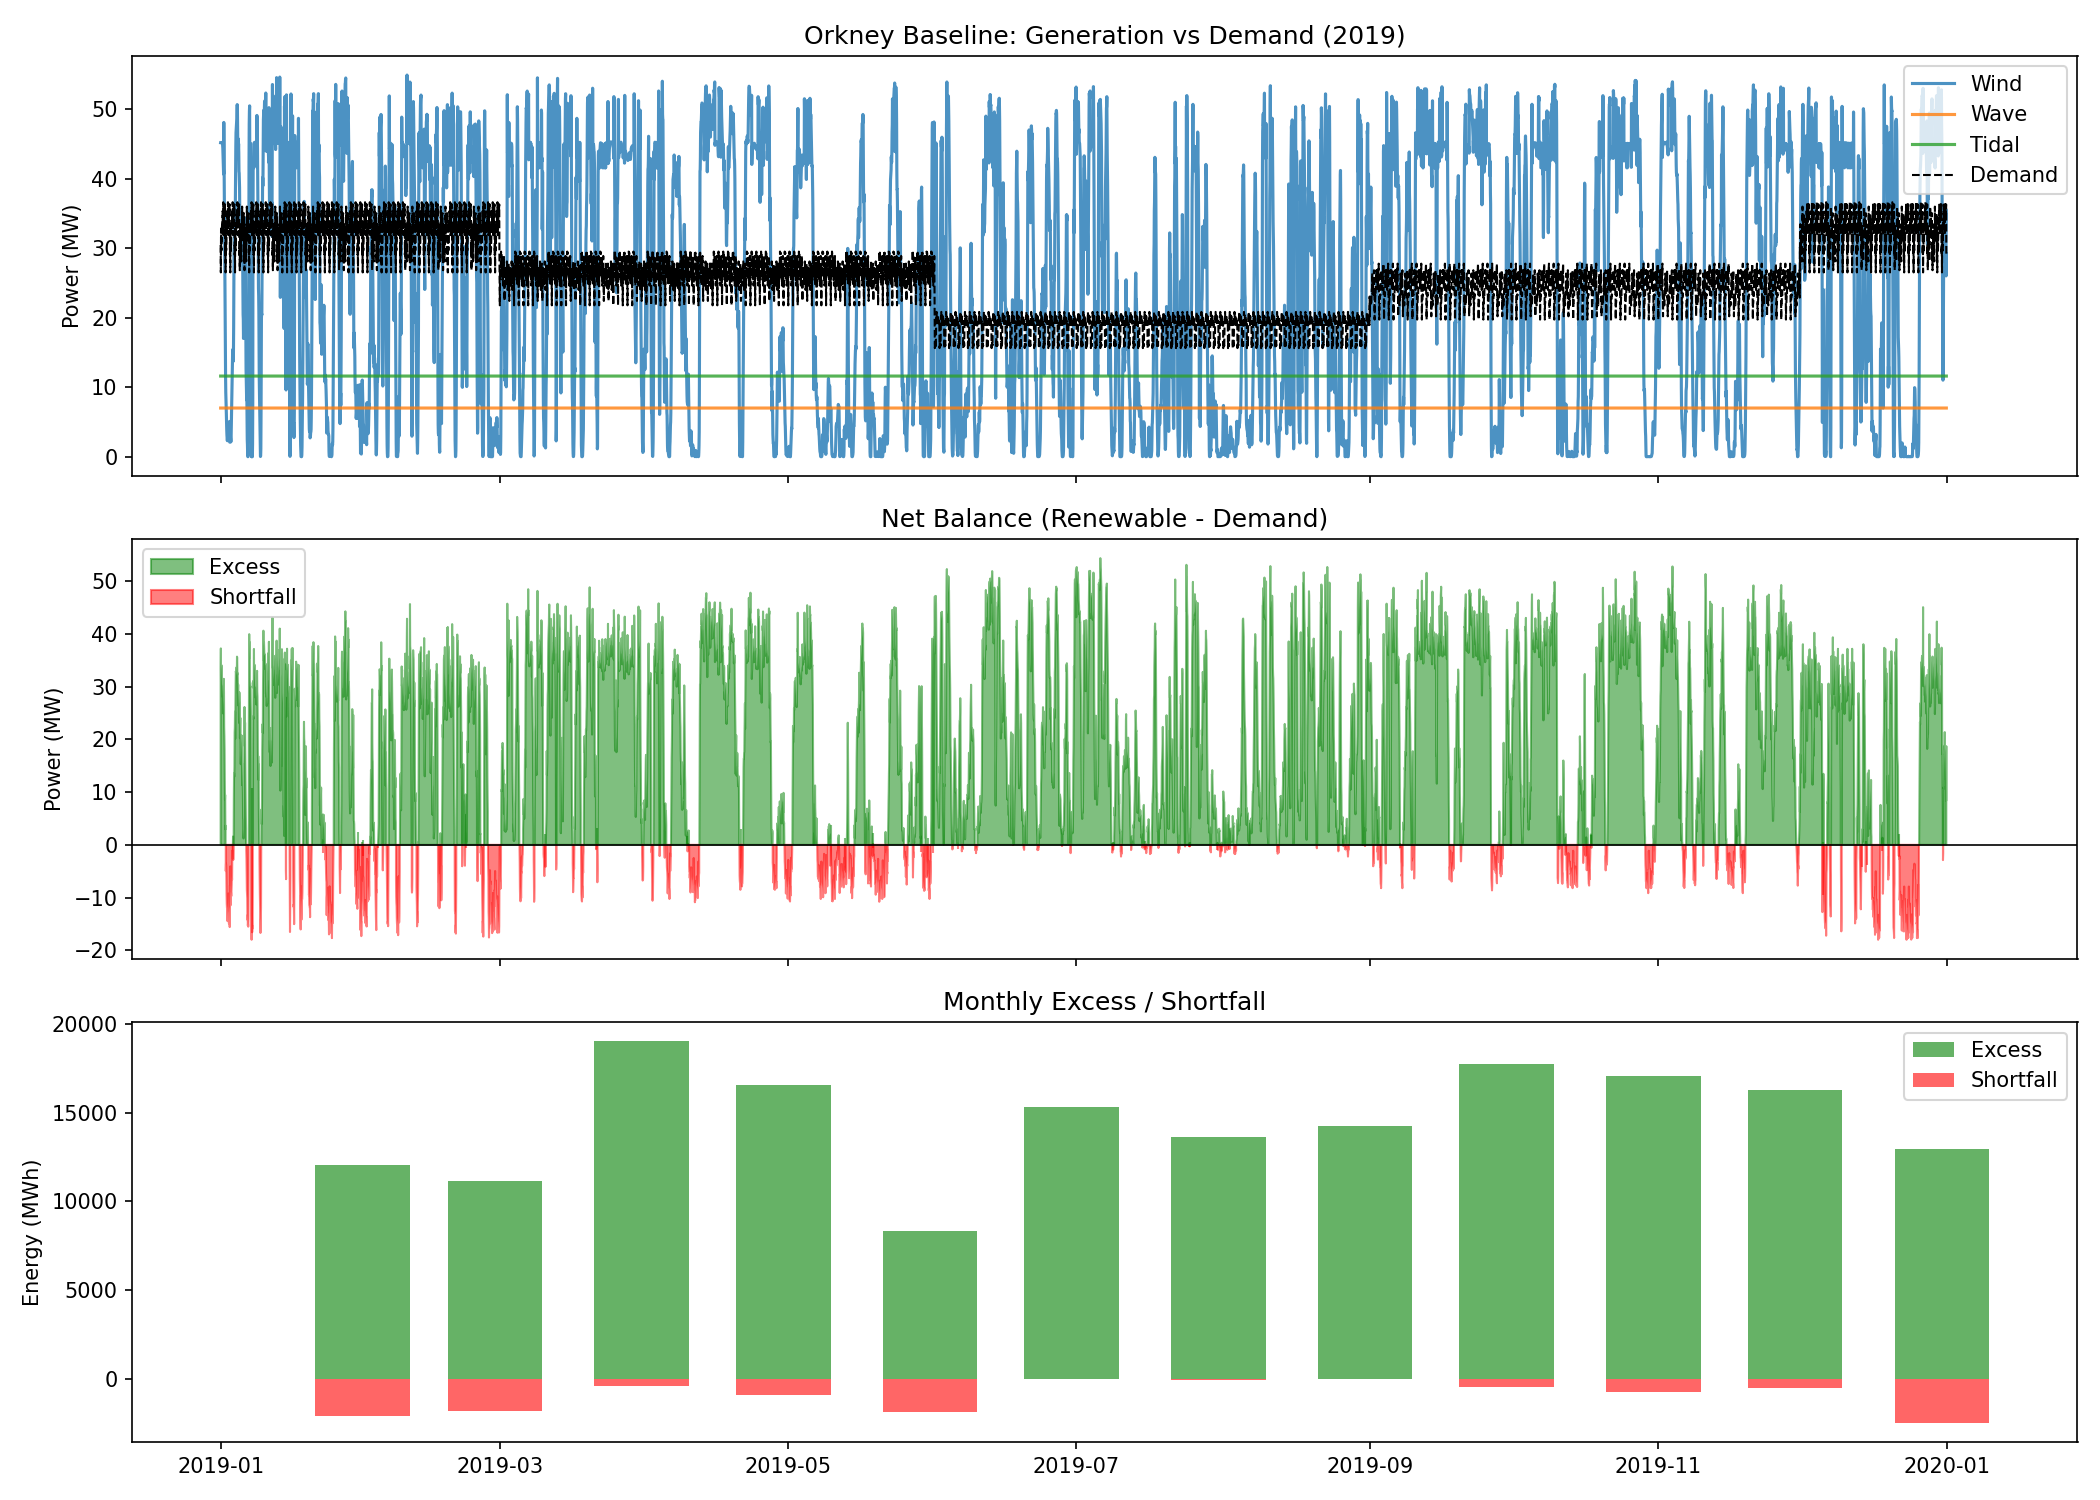 Orkney Baseline: Generation vs Demand (2019)
Power (MW)
50
40
30
20
10
0
Wind
Wave
Tidal
Demand
Net Balance (Renewable - Demand)
Power (MW)
50
40
30
20
10
0
−10
−20
Excess
Shortfall
Monthly Excess / Shortfall
Energy (MWh)
20000
15000
10000
5000
0
Excess
Shortfall
2019-01
2019-03
2019-05
2019-07
2019-09
2019-11
2020-01